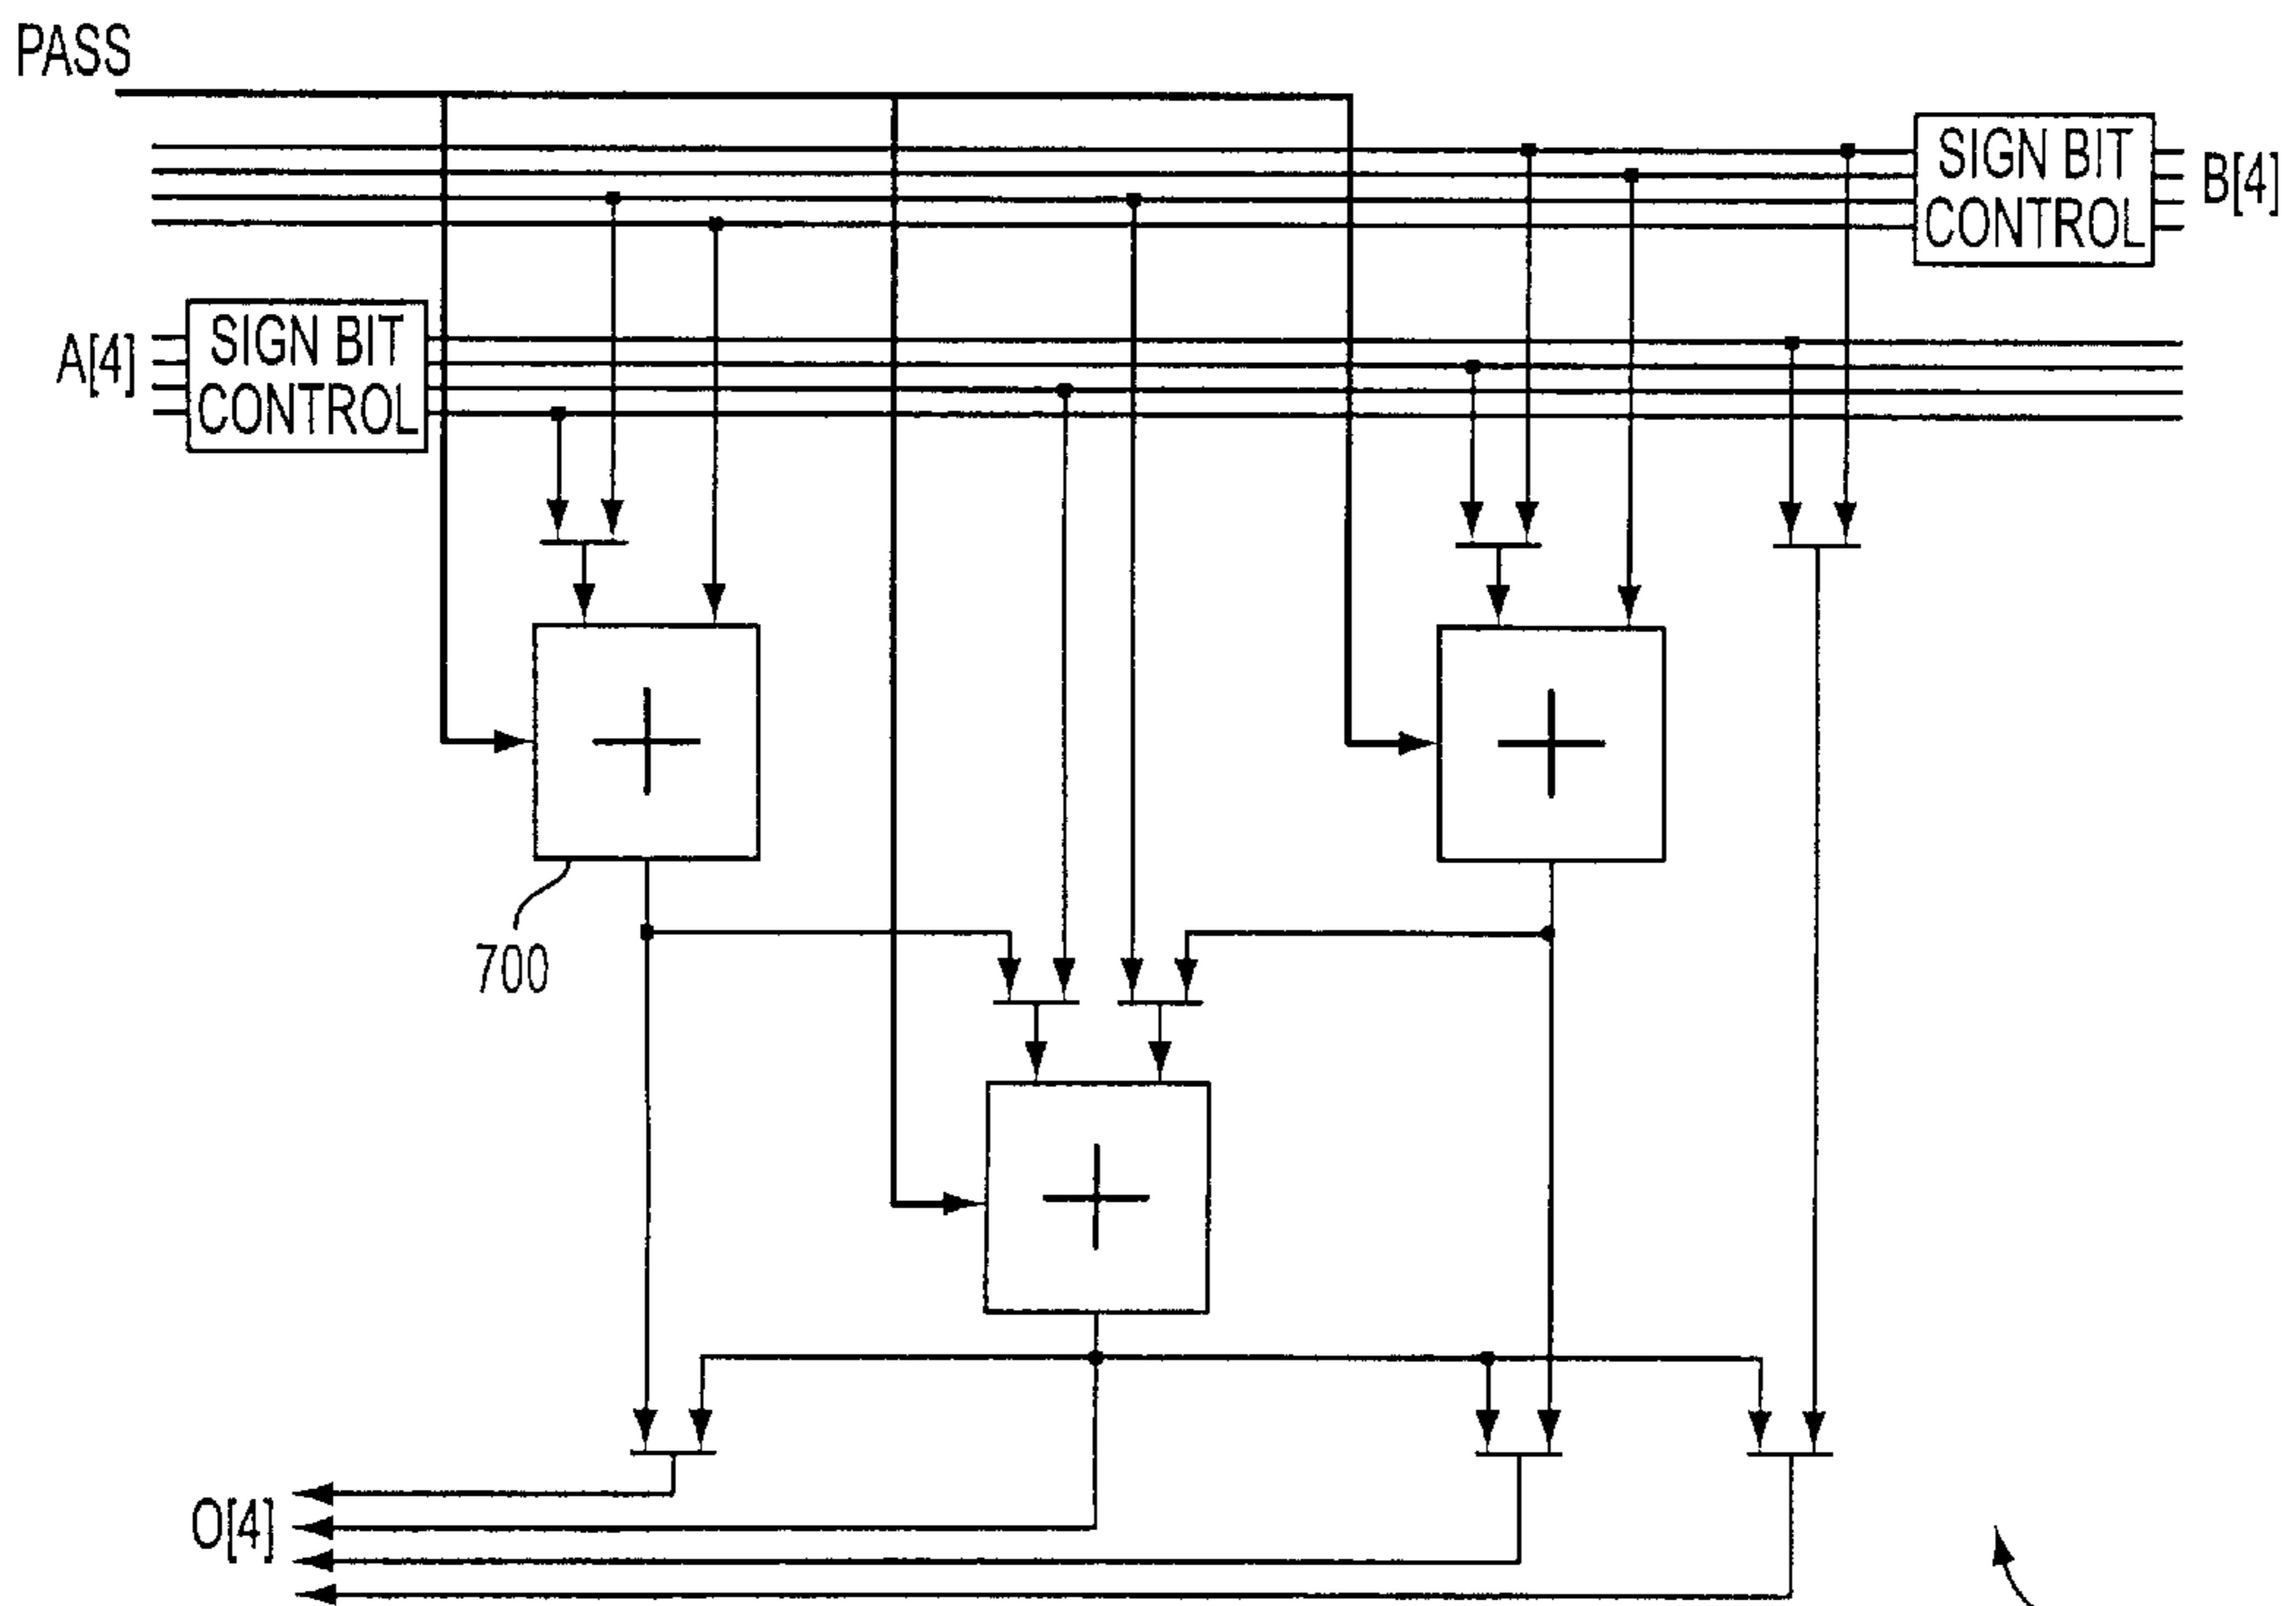 PASS
SIGN BIT
CONTROL
B[4]
A[4]
SIGN BIT
CONTROL
700
O[4]